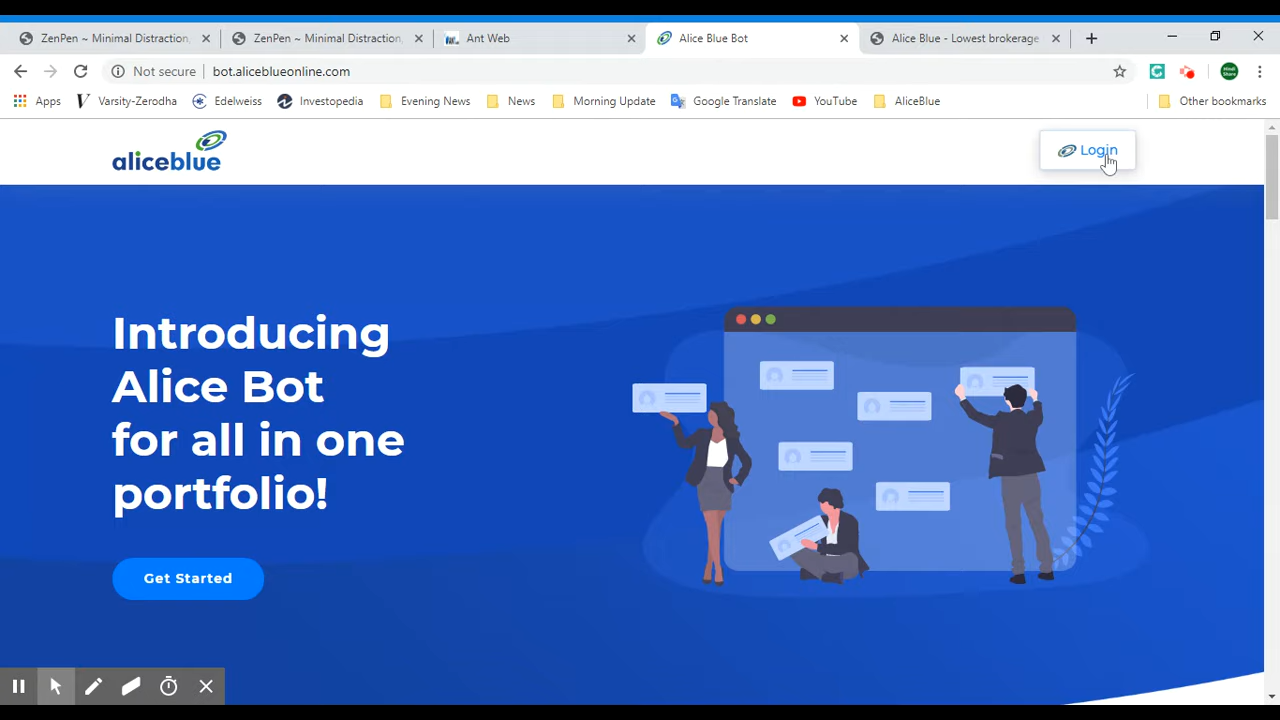 ZenPen ~ Minimal Distraction,
ZenPen ~ Minimal Distraction,
Ant Web
Alice Blue Bot
Alice Blue - Lowest brokerage
Not secure | bot.aliceblueonline.com
Apps
Varsity-Zerodha
Edelweiss
Investopedia
Evening News
News
Morning Update
Google Translate
YouTube
AliceBlue
Other bookmarks
Hindi
Share
aliceblue
Login
Introducing
Alice Bot
for all in one
portfolio!
Get Started